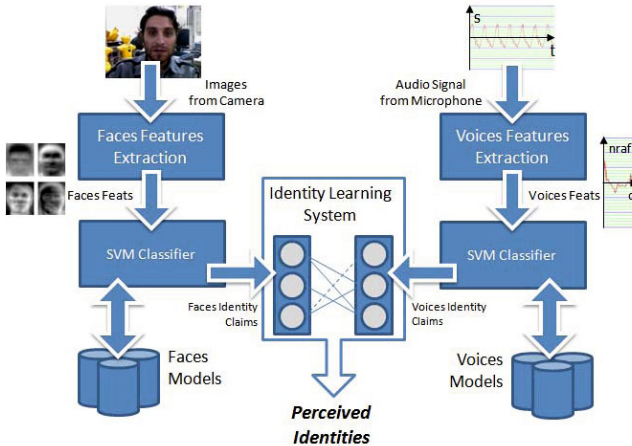 s
t
Images
from Camera
Audio Signal
from Microphone
Faces Features
Extraction
Voices Features
Extraction
nraf
Faces Feats
Identity Learning
System
Voices Feats
SVM Classifier
SVM Classifier
Faces Identity
Claims
Voices Identity
Claims
Faces
Models
Voices
Models
Perceived
Identities